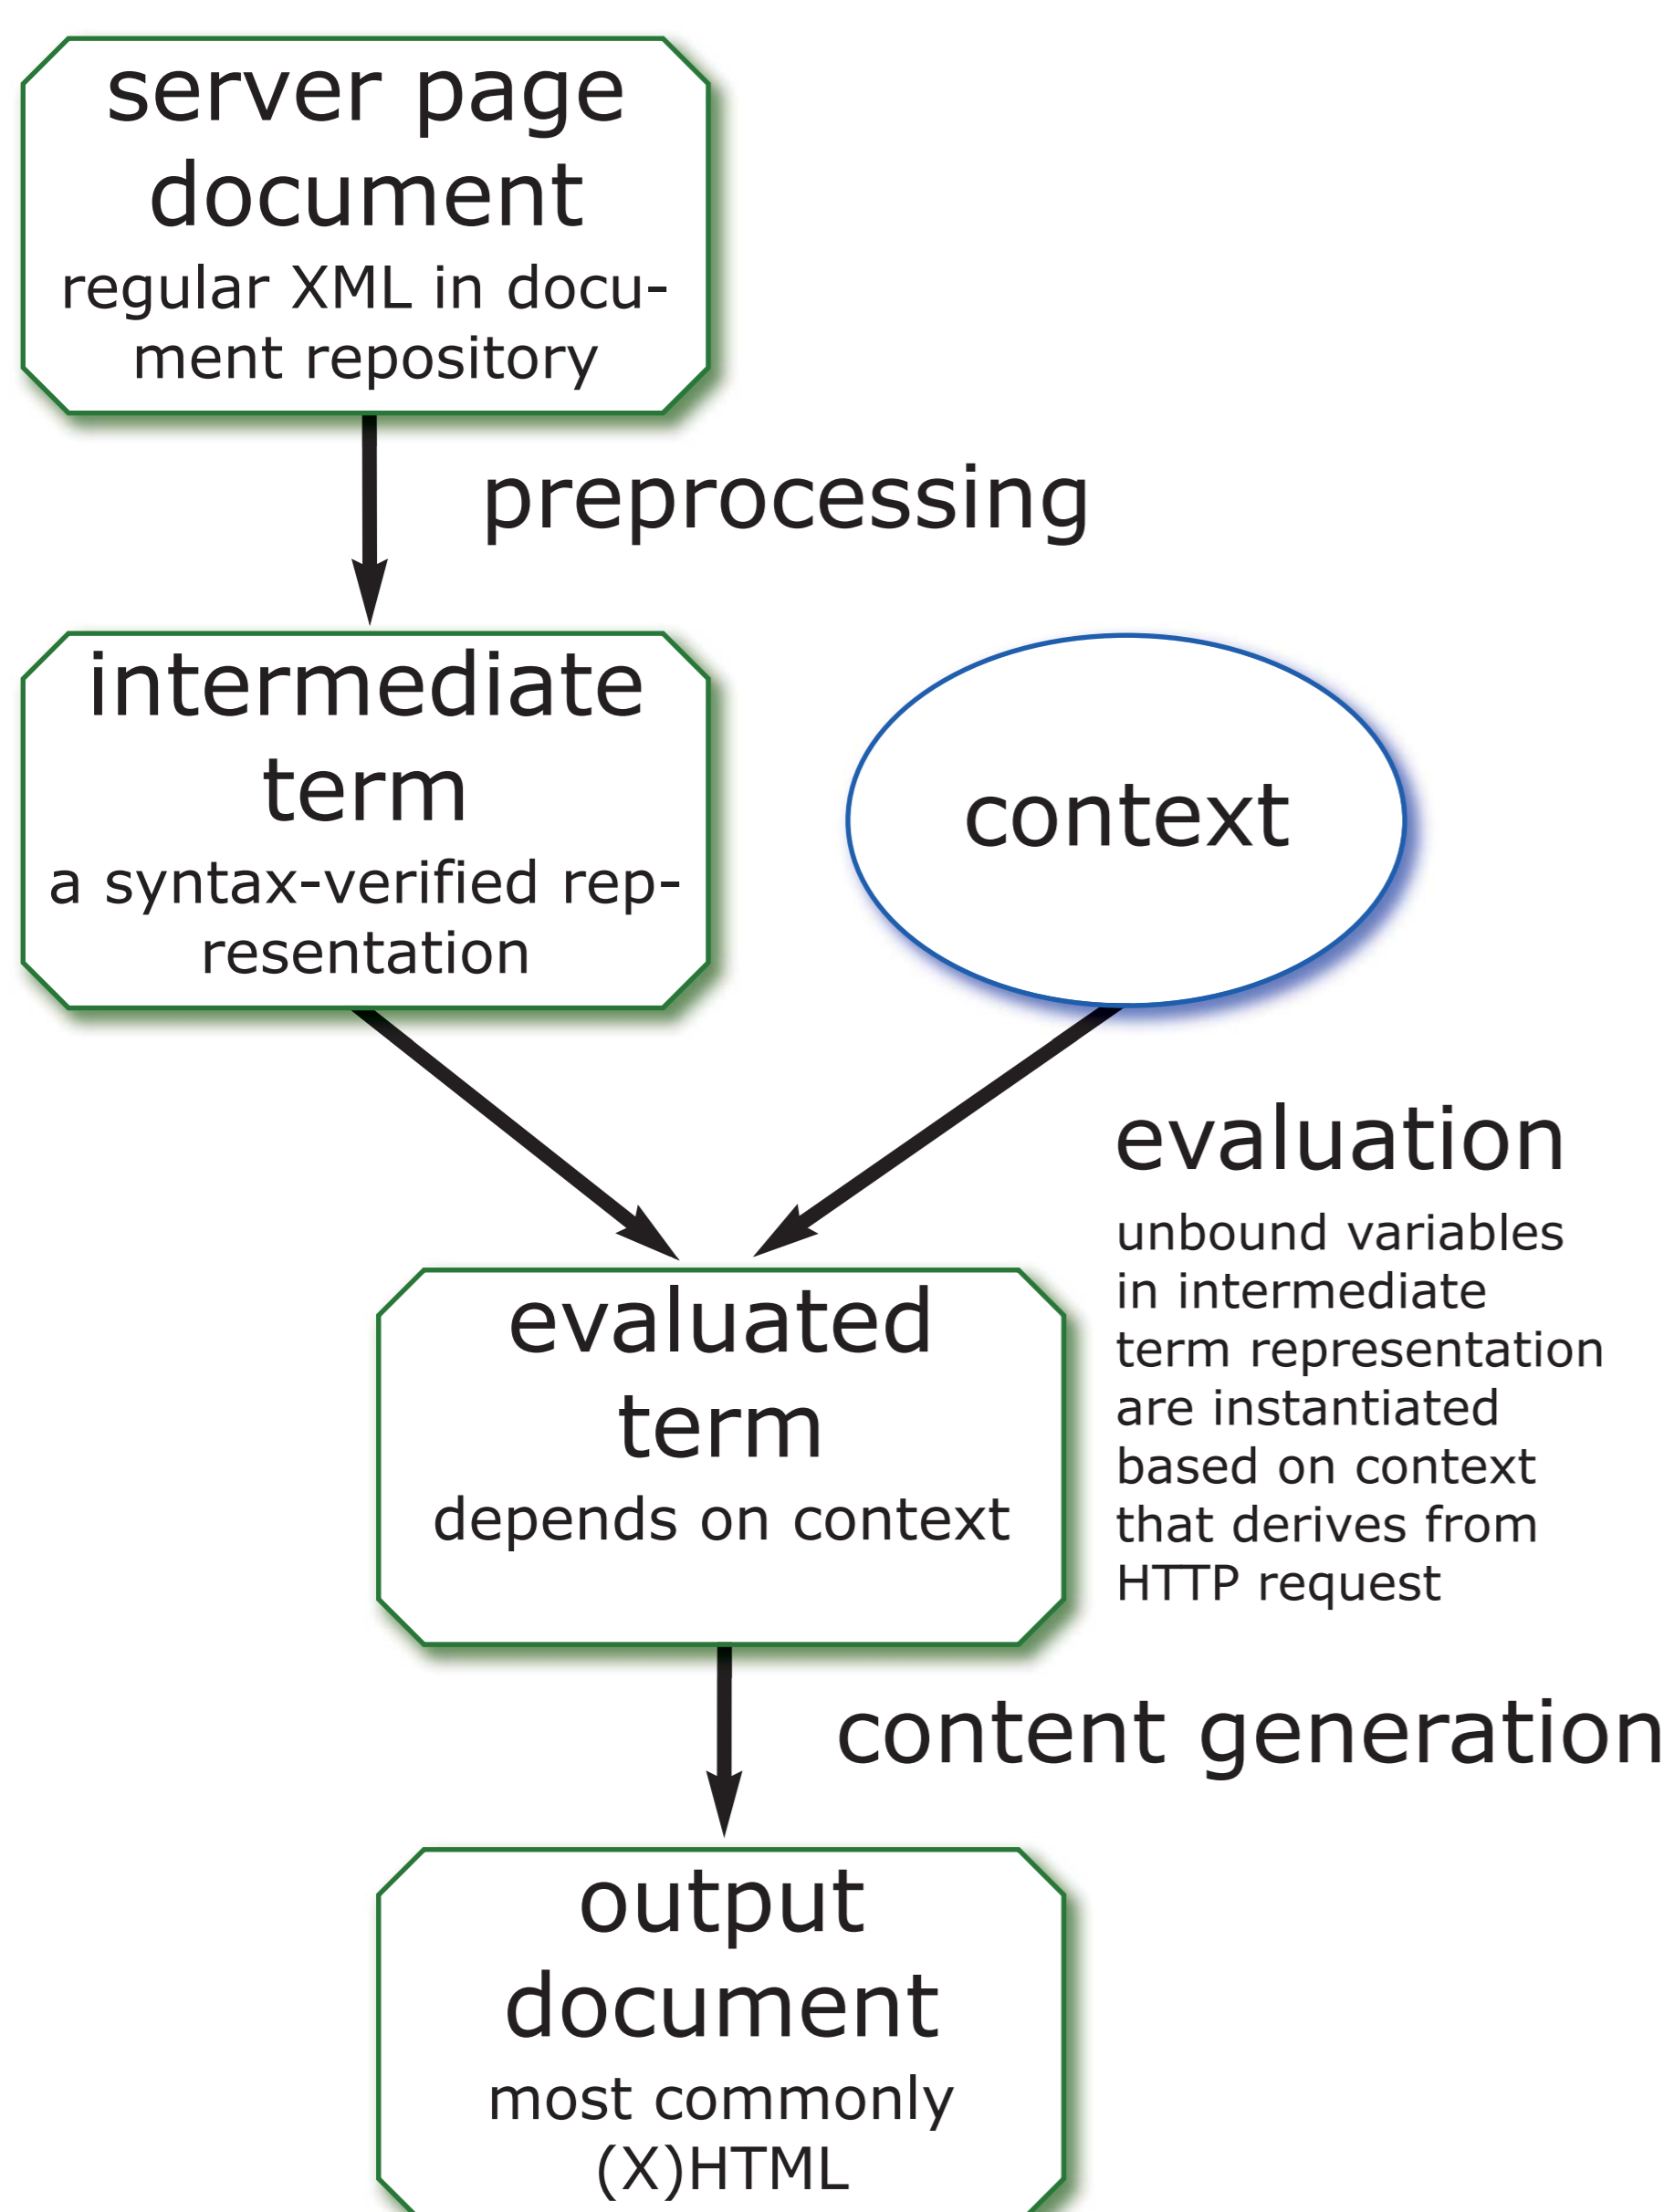 server page
document
regular XML in docu-
ment repository
preprocessing
intermediate
term
a syntax-verified rep-
resentation
context
evaluation
unbound variables
in intermediate
term representation
are instantiated
based on context
that derives from
HTTP request
evaluated
term
depends on context
content generation
output
document
most commonly
(X)HTML